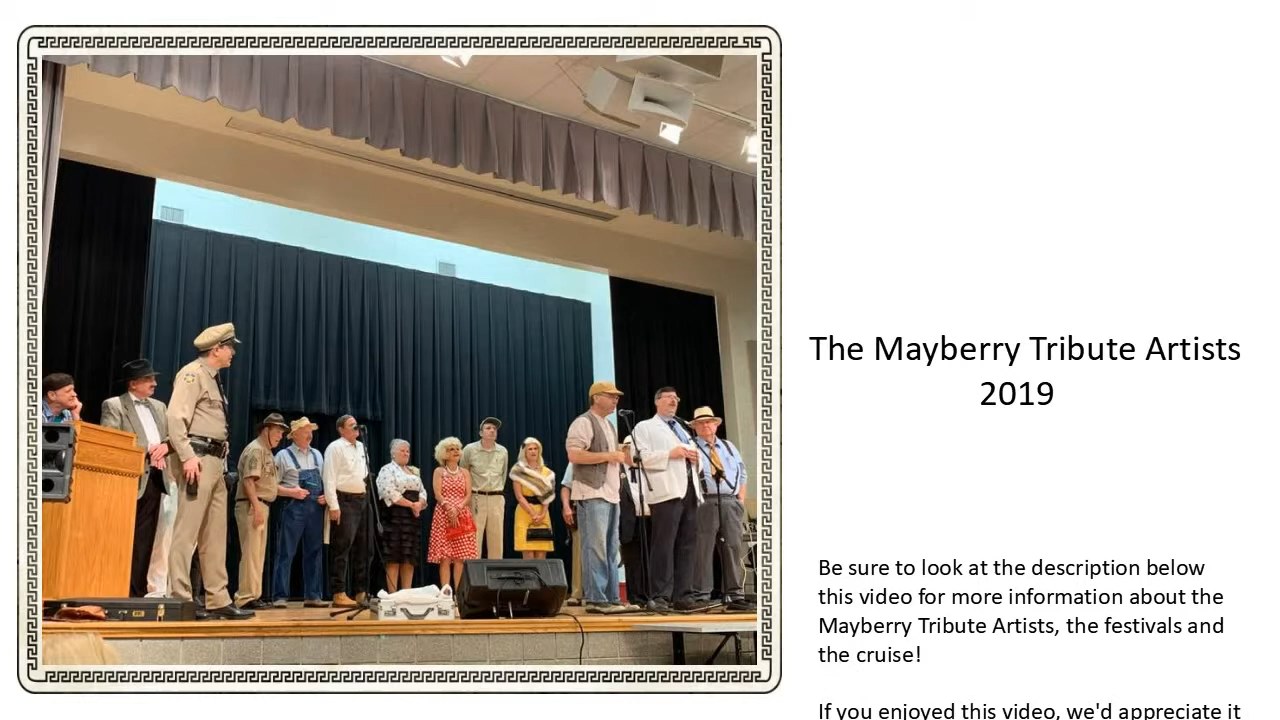 The Mayberry Tribute Artists
2019
Be sure to look at the description below
this video for more information about the
Mayberry Tribute Artists, the festivals and
the cruise!
If you enjoyed this video, we'd appreciate it